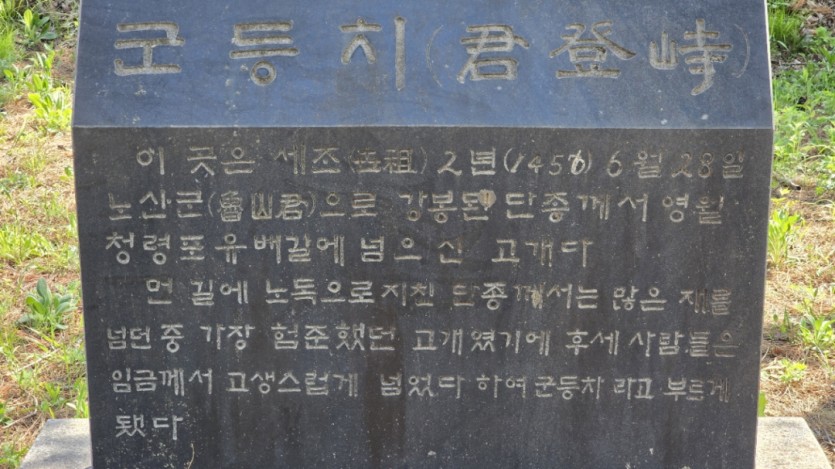 군등치(君登峙)
이 곳은 세조(世祖) 2년(1456) 6월 28일
노산군(魯山君)으로 강봉된 단종께서 영월
청령포 유배길에 넘으신 고개다
먼 길에 노독으로 지친 단종께서는 많은 재를
넘던 중 가장 험준했던 고개였기에 후세 사람들은
임금께서 고생스럽게 넘었다 하여 군등치 라고 부르게
됐다